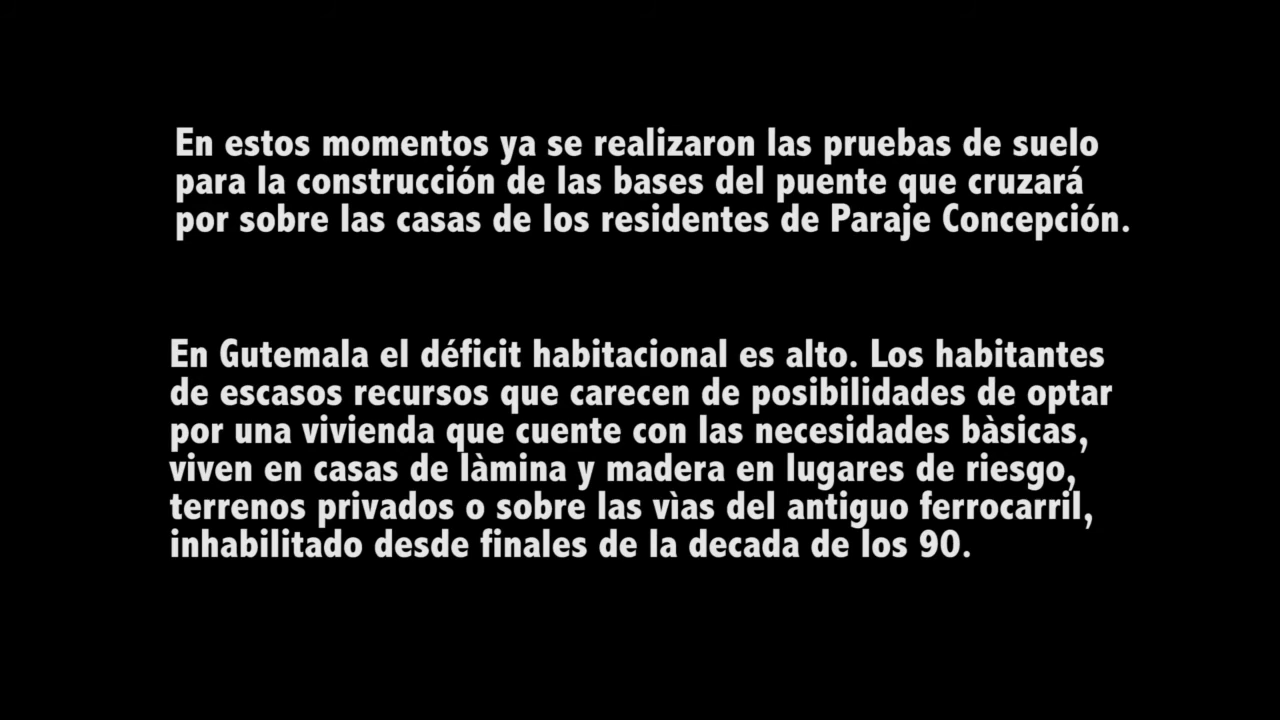 En estos momentos ya se realizaron las pruebas de suelo
para la construcción de las bases del puente que cruzará
por sobre las casas de los residentes de Paraje Concepción.
En Gutemala el déficit habitacional es alto. Los habitantes
de escasos recursos que carecen de posibilidades de optar
por una vivienda que cuente con las necesidades bàsicas,
viven en casas de làmina y madera en lugares de riesgo,
terrenos privados o sobre las vìas del antiguo ferrocarril,
inhabilitado desde finales de la decada de los 90.